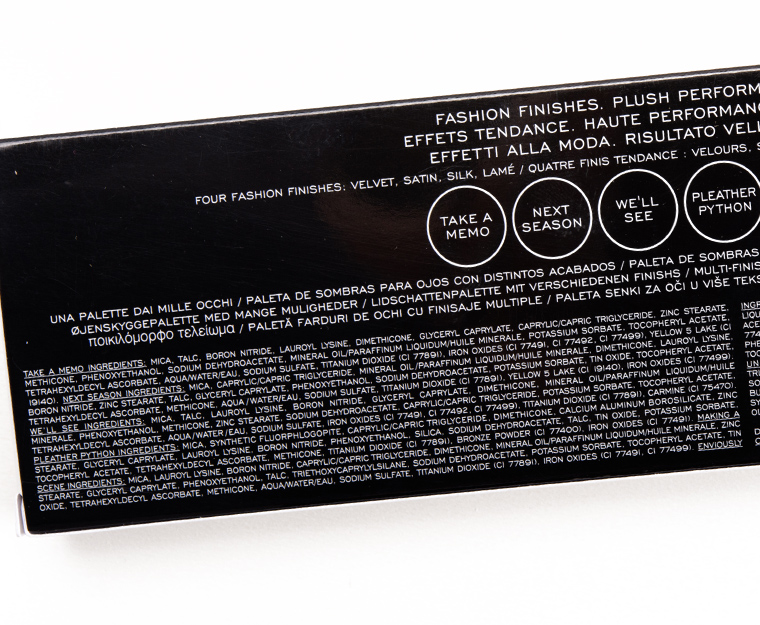 FASHION FINISHES. PLUSH PERFORM
EFFETS TENDANCE. HAUTE PERFORMANC
EFFETTI ALLA MODA. RISULTATO VELL
FOUR FASHION FINISHES: VELVET, SATIN, SILK, LAMÉ / QUATRE FINIS TENDANCE : VELOURS, S
TAKE A
MEMO
NEXT
SEASON
WE'LL
SEE
PLEATHER
PYTHON
UNA PALETTE DAI MILLE OCCHI / PALETA DE SOMBRAS PARA OJOS CON DISTINTOS ACABADOS / PALETA DE SOMBRAS
ØJENSKYGGEPALETTE MED MANGE MULIGHEDER / LIDSCHATTENPALETTE MIT VERSCHIEDENEN FINISHS / MULTI-FINIS
ποικιλόμορφο τελείωμα / PALETĂ FARDURI DE OCHI CU FINISAJE MULTIPLE / PALETA SENKI ZA OČI U VIŠE TEKS
TAKE A MEMO INGREDIENTS: MICA, TALC, BORON NITRIDE, LAUROYL LYSINE, DIMETHICONE, GLYCERYL CAPRYLATE, CAPRYLIC/CAPRIC TRIGLYCERIDE, ZINC STEARATE,
METHICONE, PHENOXYETHANOL, SODIUM DEHYDROACETATE, MINERAL OIL/PARAFFINUM LIQUIDUM/HUILE MINERALE, POTASSIUM SORBATE, TOCOPHERYL ACETATE,
TETRAHEXYLDECYL ASCORBATE, AQUA/WATER/EAU, SODIUM SULFATE, TITANIUM DIOXIDE (CI 77891), IRON OXIDES (CI 77491, CI 77492, CI 77499), YELLOW 5 LAKE (CI
19140). NEXT SEASON INGREDIENTS: MICA, CAPRYLIC/CAPRIC TRIGLYCERIDE, MINERAL OIL/PARAFFINUM LIQUIDUM/HUILE MINERALE, DIMETHICONE, LAUROYL LYSINE,
BORON NITRIDE, ZINC STEARATE, TALC, GLYCERYL CAPRYLATE, PHENOXYETHANOL, SODIUM DEHYDROACETATE, POTASSIUM SORBATE, TIN OXIDE, TOCOPHERYL ACETATE,
TETRAHEXYLDECYL ASCORBATE, METHICONE, AQUA/WATER/EAU, SODIUM SULFATE, TITANIUM DIOXIDE (CI 77891), YELLOW 5 LAKE (CI 19140), IRON OXIDES (CI 77499).
WE'LL SEE INGREDIENTS: MICA, TALC, LAUROYL LYSINE, BORON NITRIDE, GLYCERYL CAPRYLATE, DIMETHICONE, MINERAL OIL/PARAFFINUM LIQUIDUM/HUILE
MINERALE, PHENOXYETHANOL, METHICONE, ZINC STEARATE, SODIUM DEHYDROACETATE, CAPRYLIC/CAPRIC TRIGLYCERIDE, POTASSIUM SORBATE, TOCOPHERYL ACETATE,
TETRAHEXYLDECYL ASCORBATE, AQUA/WATER/EAU, SODIUM SULFATE, IRON OXIDES (CI 77491, CI 77492, CI 77499), TITANIUM DIOXIDE (CI 77891), CARMINE (CI 75470).
PLEATHER PYTHON INGREDIENTS: MICA, SYNTHETIC FLUORPHLOGOPITE, CAPRYLIC/CAPRIC TRIGLYCERIDE, DIMETHICONE, CALCIUM ALUMINUM BOROSILICATE, ZINC
STEARATE, GLYCERYL CAPRYLATE, LAUROYL LYSINE, BORON NITRIDE, PHENOXYETHANOL, SILICA, SODIUM DEHYDROACETATE, TALC, TIN OXIDE, POTASSIUM SORBATE,
TOCOPHERYL ACETATE, TETRAHEXYLDECYL ASCORBATE, METHICONE, TITANIUM DIOXIDE (CI 77891), BRONZE POWDER (CI 77400), IRON OXIDES (CI 77491). MAKING A
SCENE INGREDIENTS: MICA, LAUROYL LYSINE, BORON NITRIDE, CAPRYLIC/CAPRIC TRIGLYCERIDE, DIMETHICONE, MINERAL OIL/PARAFFINUM LIQUIDUM/HUILE MINERALE, ZINC
STEARATE, GLYCERYL CAPRYLATE, PHENOXYETHANOL, TALC, TRIETHOXYCAPRYLYLSILANE, SODIUM DEHYDROACETATE, POTASSIUM SORBATE, TOCOPHERYL ACETATE, TIN
OXIDE, TETRAHEXYLDECYL ASCORBATE, METHICONE, AQUA/WATER/EAU, SODIUM SULFATE, TITANIUM DIOXIDE (CI 77891), IRON OXIDES (CI 77491, CI 77499). ENVIOUSLY